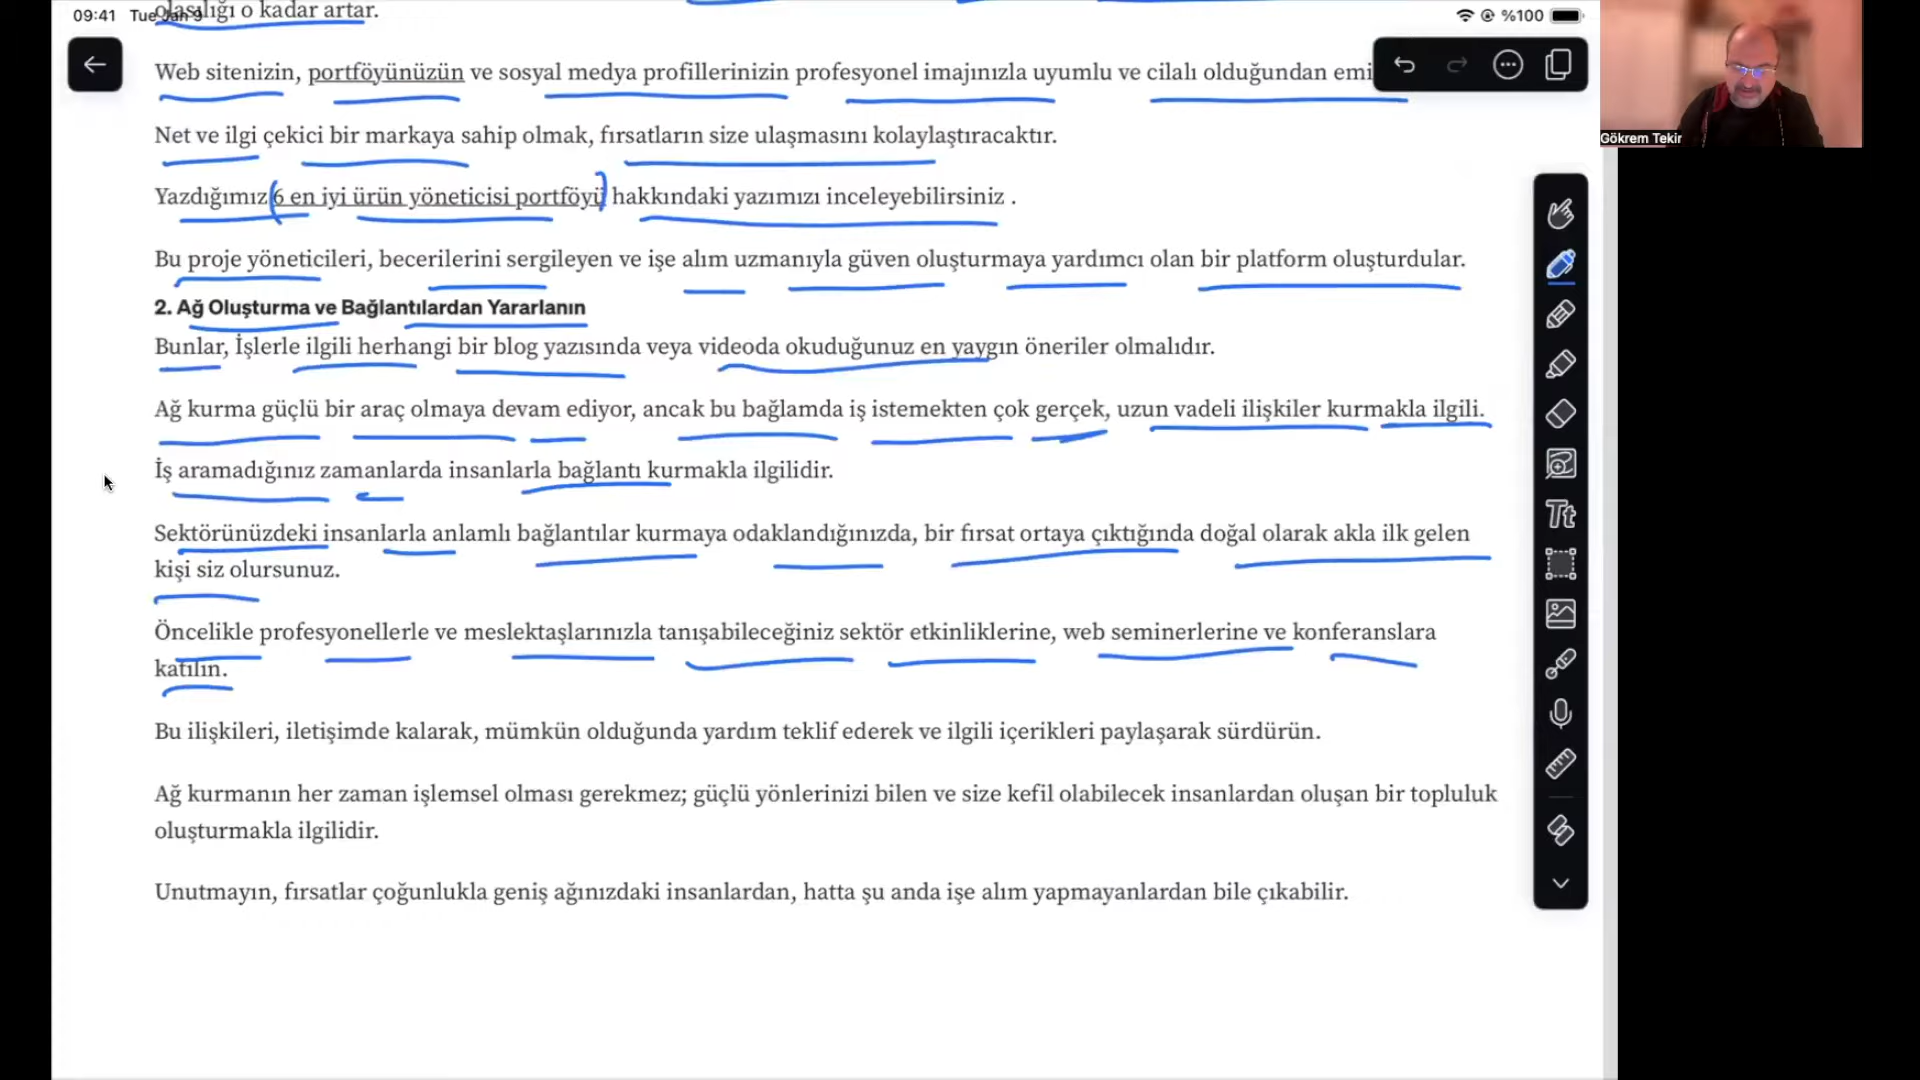 09:41 Tue Jan 9
olasılığı o kadar artar.
%100
Web sitenizin, portföyünüzün ve sosyal medya profillerinizin profesyonel imajınızla uyumlu ve cilalı olduğundan emi
Net ve ilgi çekici bir markaya sahip olmak, fırsatların size ulaşmasını kolaylaştıracaktır.
Gökrem Tekir
Yazdığımız 6 en iyi ürün yöneticisi portföyü hakkındaki yazımızı inceleyebilirsiniz .
Bu proje yöneticileri, becerilerini sergileyen ve işe alım uzmanıyla güven oluşturmaya yardımcı olan bir platform oluşturdular.
2. Ağ Oluşturma ve Bağlantılardan Yararlanın
Bunlar, İşlerle ilgili herhangi bir blog yazısında veya videoda okuduğunuz en yaygın öneriler olmalıdır.
Ağ kurma güçlü bir araç olmaya devam ediyor, ancak bu bağlamda iş istemekten çok gerçek, uzun vadeli ilişkiler kurmakla ilgili.
İş aramadığınız zamanlarda insanlarla bağlantı kurmakla ilgilidir.
Sektörünüzdeki insanlarla anlamlı bağlantılar kurmaya odaklandığınızda, bir fırsat ortaya çıktığında doğal olarak akla ilk gelen
kişi siz olursunuz.
Öncelikle profesyonellerle ve meslektaşlarınızla tanışabileceğiniz sektör etkinliklerine, web seminerlerine ve konferanslara
katılın.
Bu ilişkileri, iletişimde kalarak, mümkün olduğunda yardım teklif ederek ve ilgili içerikleri paylaşarak sürdürün.
Ağ kurmanın her zaman işlemsel olması gerekmez; güçlü yönlerinizi bilen ve size kefil olabilecek insanlardan oluşan bir topluluk
oluşturmakla ilgilidir.
Unutmayın, fırsatlar çoğunlukla geniş ağınızdaki insanlardan, hatta şu anda işe alım yapmayanlardan bile çıkabilir.
Tt